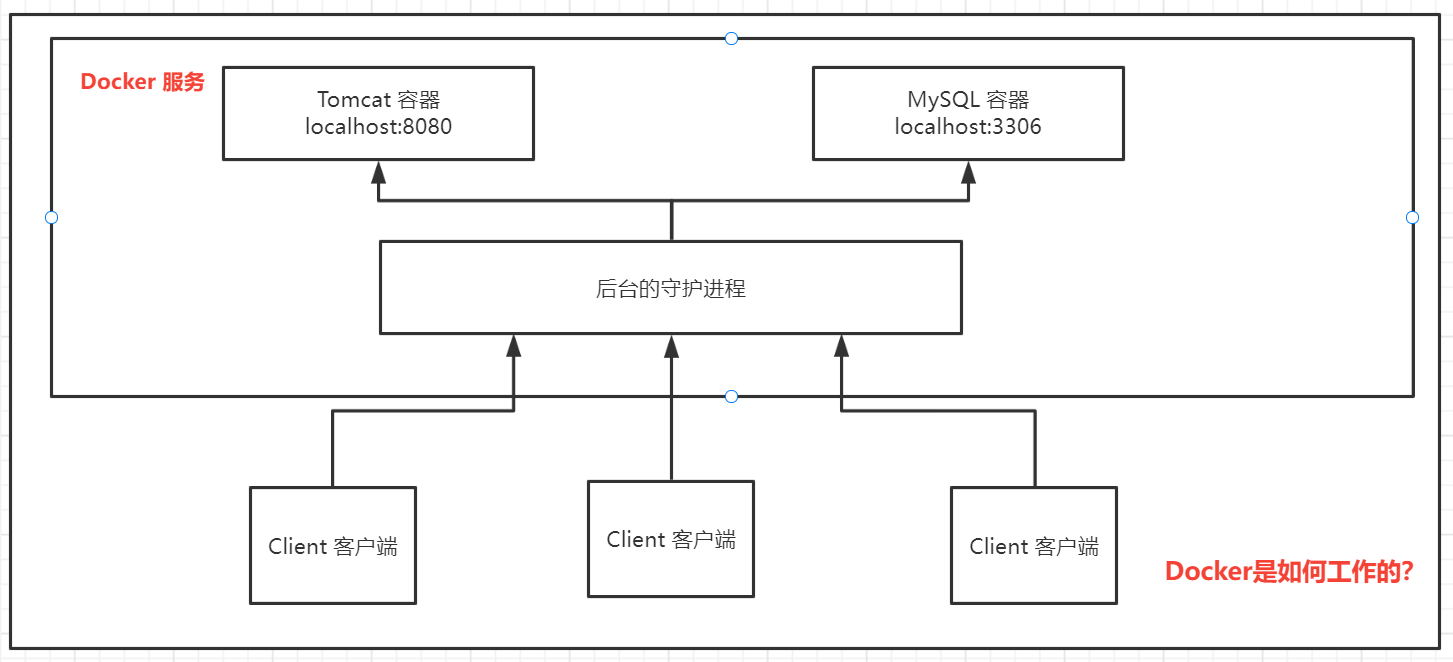 Docker 服务
Tomcat 容器
localhost:8080
MySQL 容器
localhost:3306
后台的守护进程
Client 客户端
Client 客户端
Client 客户端
Docker是如何工作的？